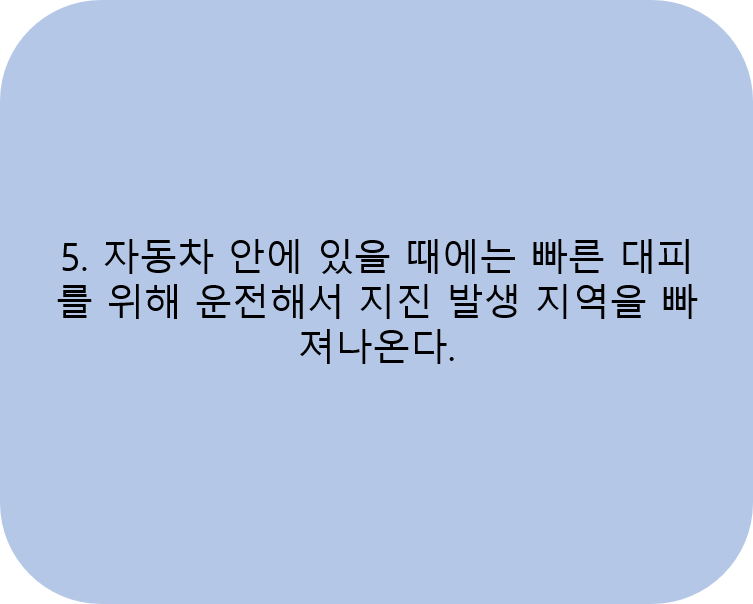 5. 자동차 안에 있을 때에는 빠른 대피
를 위해 운전해서 지진 발생 지역을 빠
져나온다.